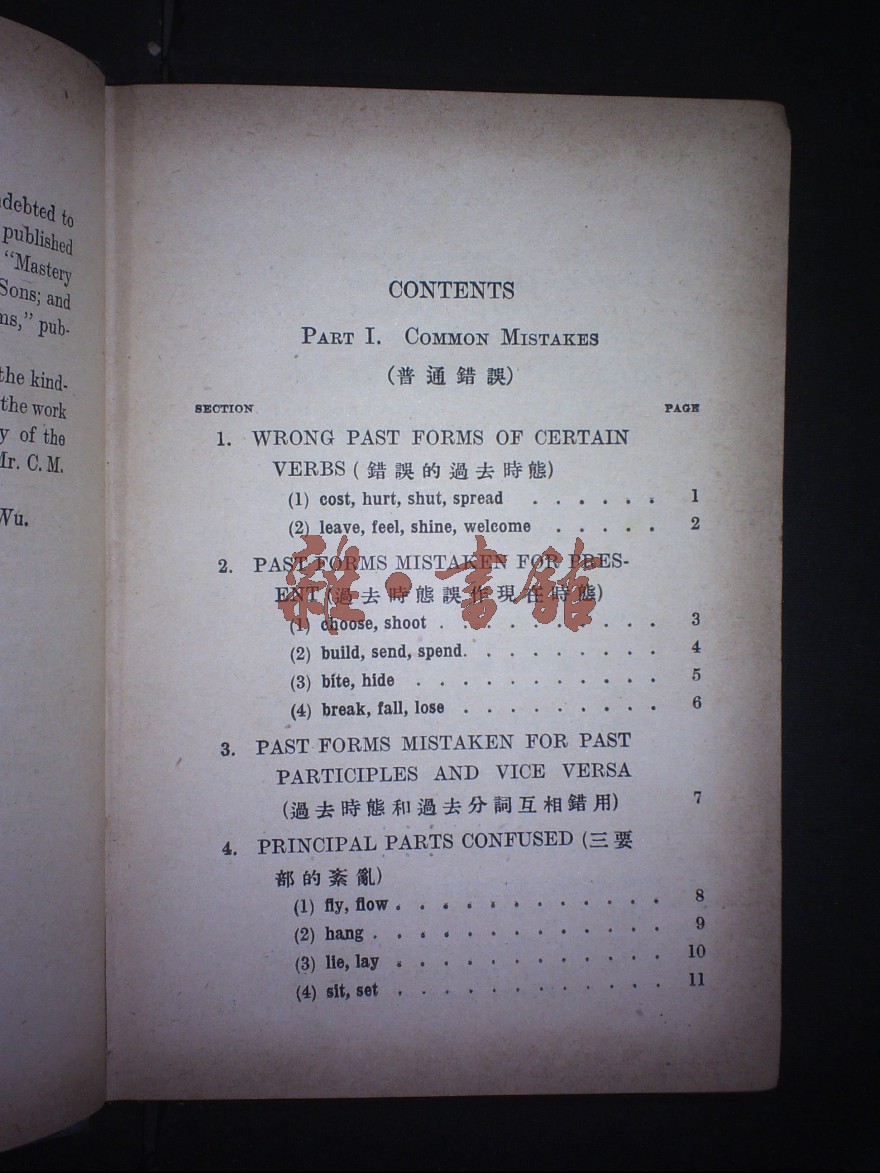 ndebted to
published
"Mastery
Sons; and
ms," pub-
the kind-
the work
y of the
Mr. C. M.
Wu.
CONTENTS
PART I. COMMON MISTAKES
(普通錯誤)
SECTION PAGE
1. WRONG PAST FORMS OF CERTAIN
VERBS (錯誤的過去時態)
(1) cost, hurt, shut, spread . . . . . . 1
(2) leave, feel, shine, welcome . . . . . 2
2. PAST FORMS MISTAKEN FOR PRES-
ENT (過去時態誤作現在時態)
(1) choose, shoot . . . . . . . . . . 3
(2) build, send, spend. . . . . . . . . 4
(3) bite, hide . . . . . . . . . . . 5
(4) break, fall, lose . . . . . . . . . 6
3. PAST FORMS MISTAKEN FOR PAST
PARTICIPLES AND VICE VERSA
(過去時態和過去分詞互相錯用) 7
4. PRINCIPAL PARTS CONFUSED (三要
部的紊亂)
(1) fly, flow . . . . . . . . . . . . 8
(2) hang . . . . . . . . . . . . . 9
(3) lie, lay . . . . . . . . . . . . 10
(4) sit, set . . . . . . . . . . . . 11
雜·書館